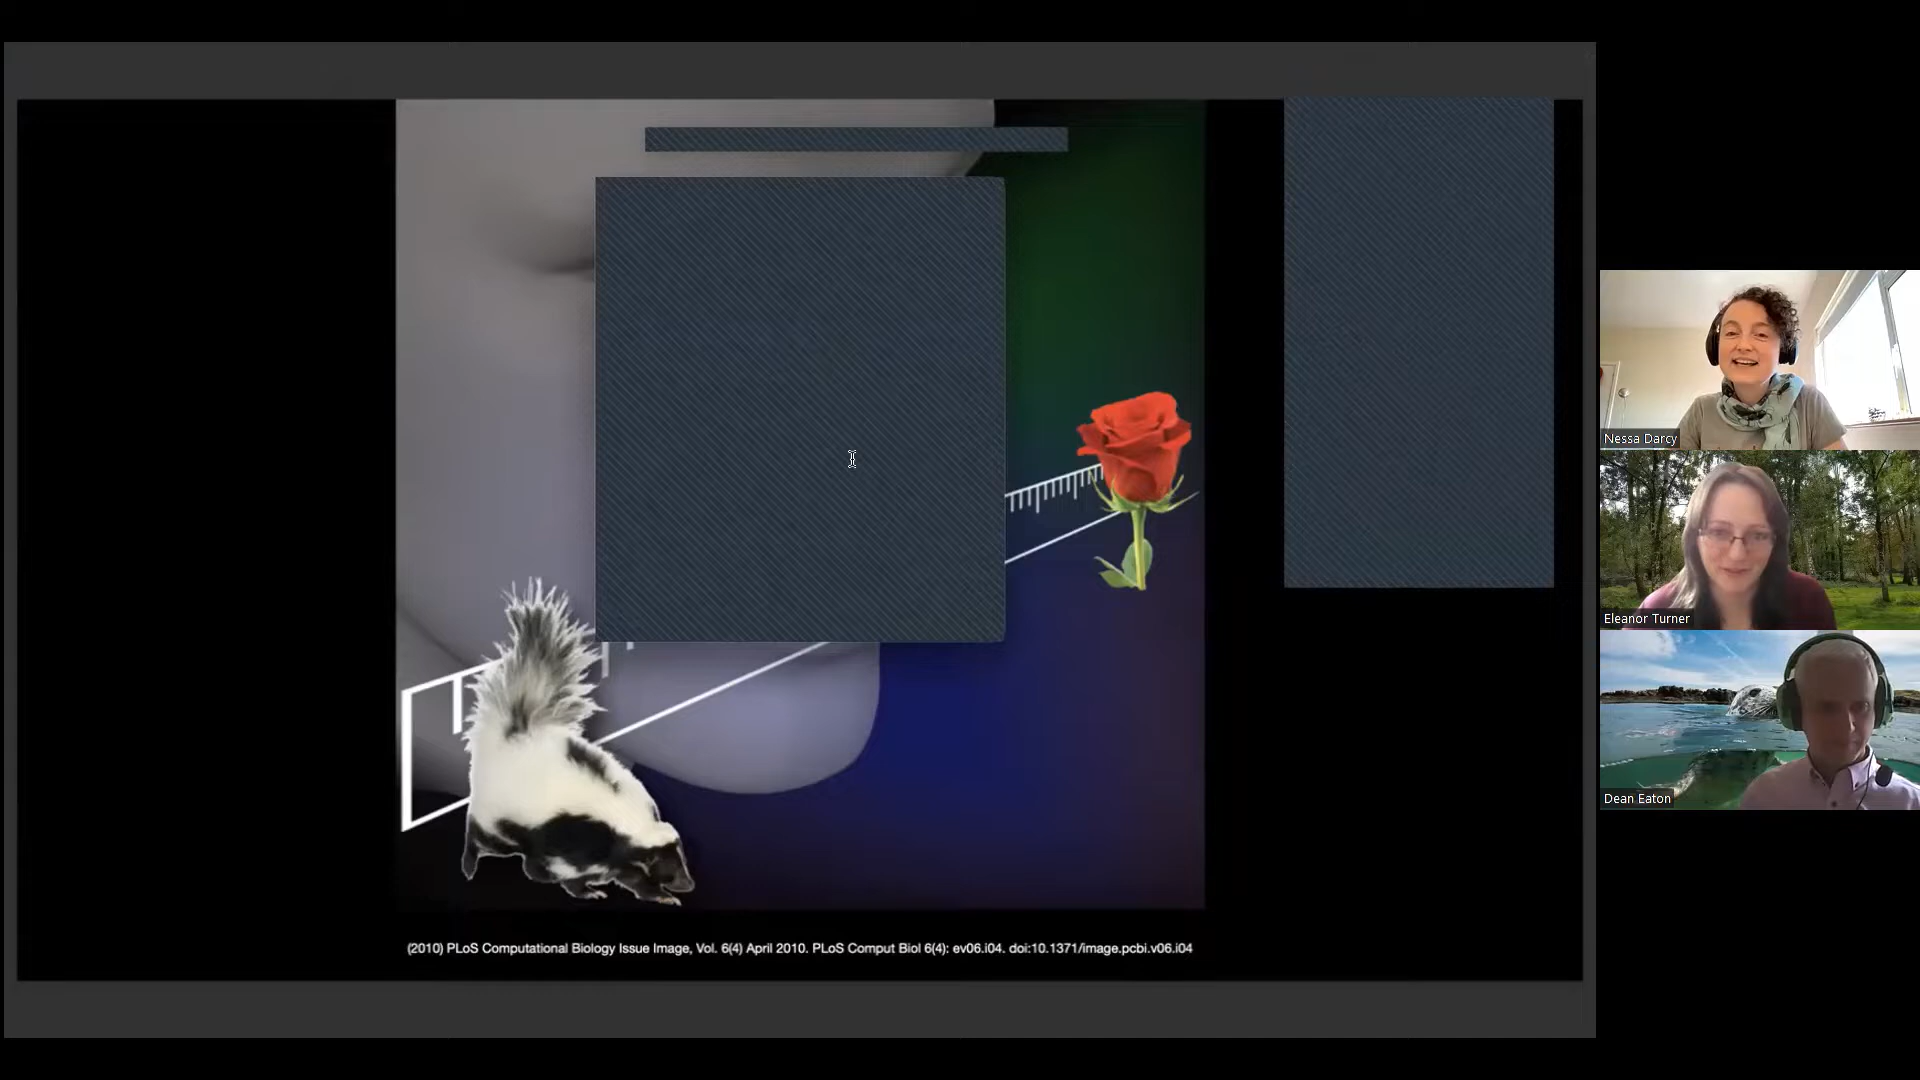 Nessa Darcy
Eleanor Turner
Dean Eaton
(2010) PLoS Computational Biology Issue Image, Vol. 6(4) April 2010. PLoS Comput Biol 6(4): ev06.i04. doi:10.1371/image.pcbi.v06.i04